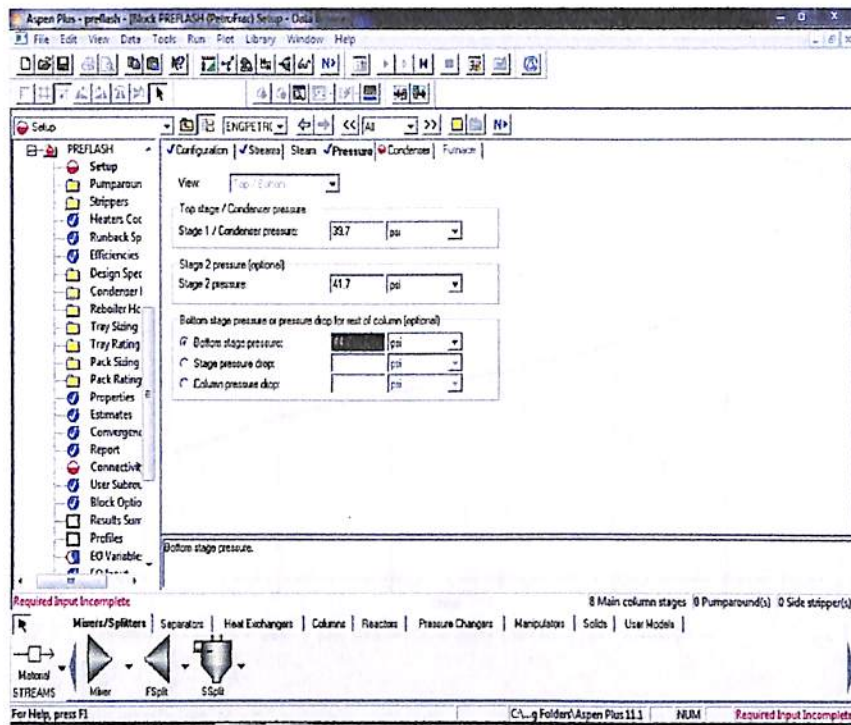 Aspen Plus - preflash - [Block PREFLASH (PetroFrac) Setup - Data
File Edit View Data Tools Run Plot Library Window Help
N>
Setup
ENGPETRO
<< All >> N>
PREFLASH
Setup
Pumparoun
Strippers
Heaters Coo
Runback Sp
Efficiencies
Design Spec
Condenser
Reboiler Ho
Tray Sizing
Tray Rating
Pack Sizing
Pack Rating
Properties
Estimates
Convergenc
Report
Connectivit
User Subrou
Block Optio
Results Sum
Profiles
EO Variable
EO Input
Configuration Streams Steam Pressure Condenser Furnace
View: Top / Bottom
Top stage / Condenser pressure
Stage 1 / Condenser pressure: 39.7 psi
Stage 2 pressure (optional)
Stage 2 pressure: 41.7 psi
Bottom stage pressure or pressure drop for rest of column (optional)
Bottom stage pressure: psi
Stage pressure drop: psi
Column pressure drop: psi
Bottom stage pressure.
Required Input Incomplete
8 Main column stages 0 Pumparound(s) 0 Side stripper(s)
Mixers/Splitters Separators Heat Exchangers Columns Reactors Pressure Changers Manipulators Solids User Models
Material
STREAMS Mixer FSplit SSplit
For Help, press F1 C:\...g Folders\Aspen Plus 11.1 NUM Required Input Incomplete